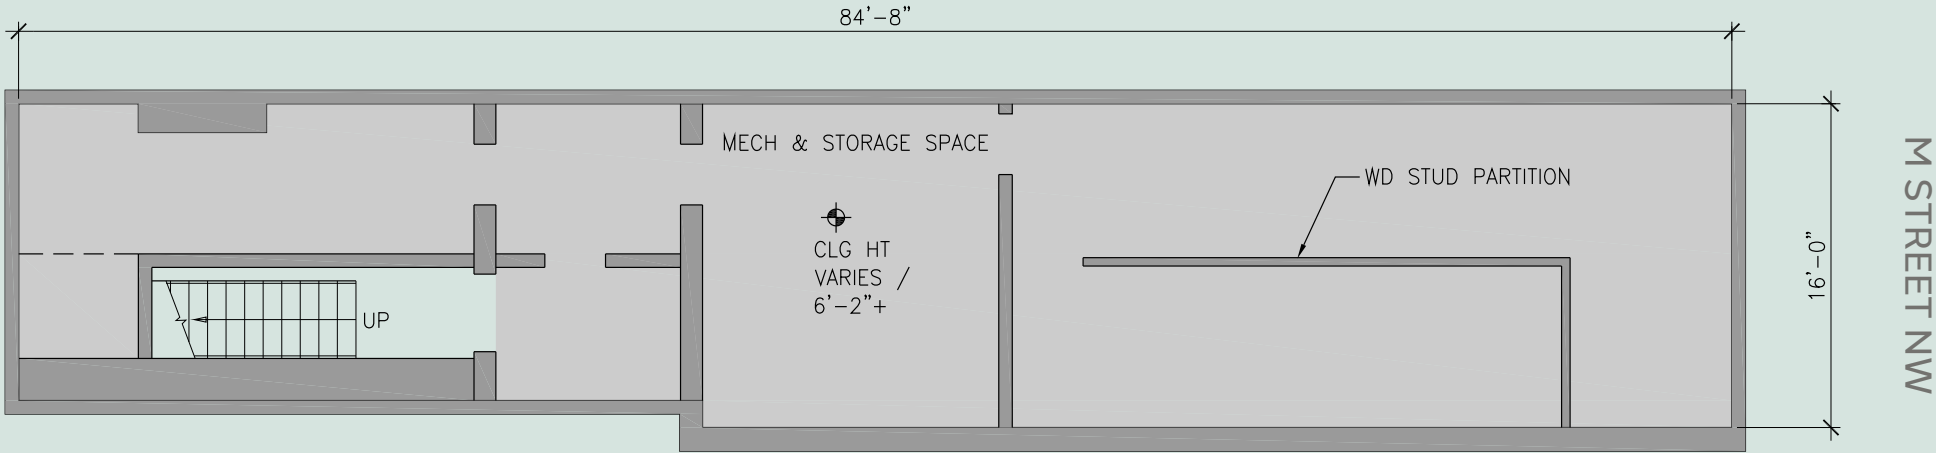 84'-8"
MECH & STORAGE SPACE
WD STUD PARTITION
CLG HT
VARIES /
6'-2"+
UP
16'-0"
M STREET NW